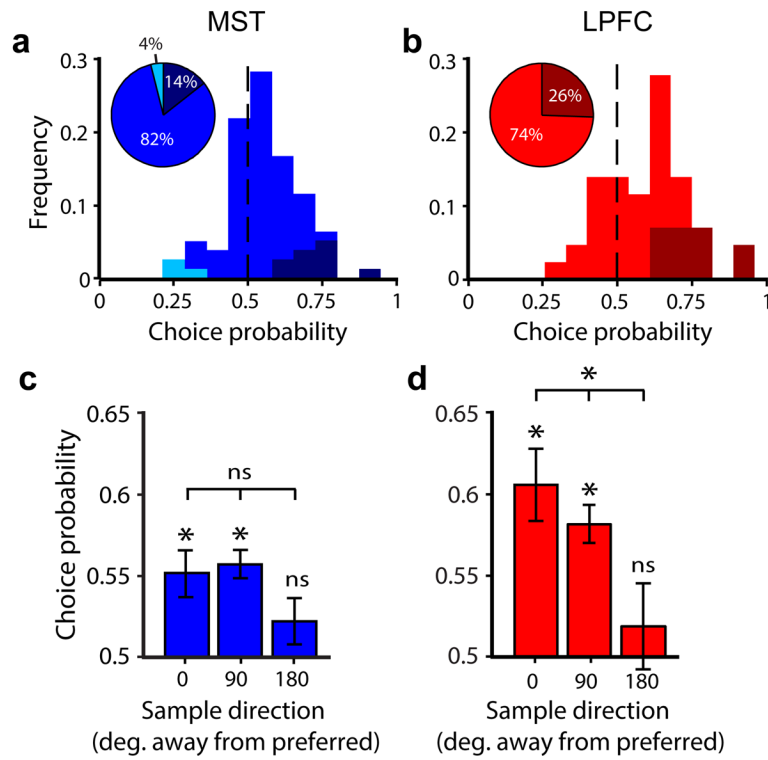 MST
LPFC
a
4%
14%
82%
0.3
0.2
0.1
0
Frequency
0
0.25
0.5
0.75
1
Choice probability
b
26%
74%
0.3
0.2
0.1
0
0
0.25
0.5
0.75
1
Choice probability
c
0.65
0.6
0.55
0.5
Choice probability
ns
*
*
ns
0
90
180
Sample direction
(deg. away from preferred)
d
0.65
0.6
0.55
0.5
*
*
*
ns
0
90
180
Sample direction
(deg. away from preferred)